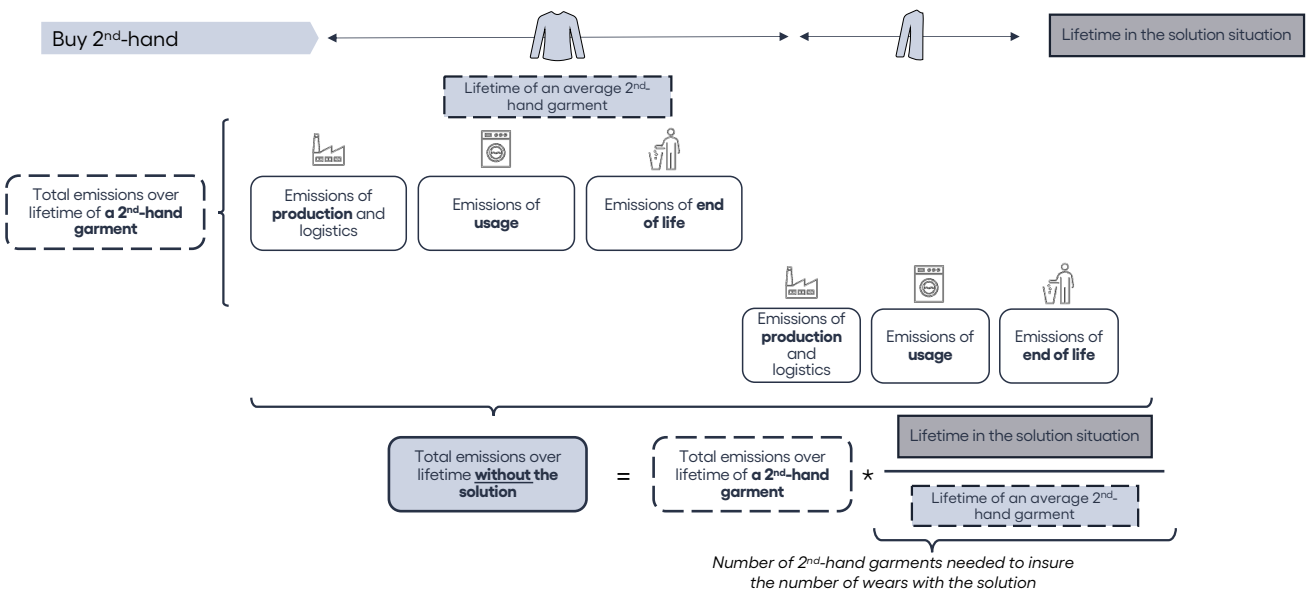 Buy 2nd-hand
Lifetime in the solution situation
Lifetime of an average 2nd-
hand garment
Total emissions over
lifetime of a 2nd-hand
garment
Emissions of
production and
logistics
Emissions of
usage
Emissions of end
of life
Emissions of
production
and
logistics
Emissions of
usage
Emissions of
end of life
Total emissions over
lifetime without the
solution
=
Total emissions over
lifetime of a 2nd-hand
garment
*
Lifetime in the solution situation
Lifetime of an average 2nd-
hand garment
Number of 2nd-hand garments needed to insure
the number of wears with the solution